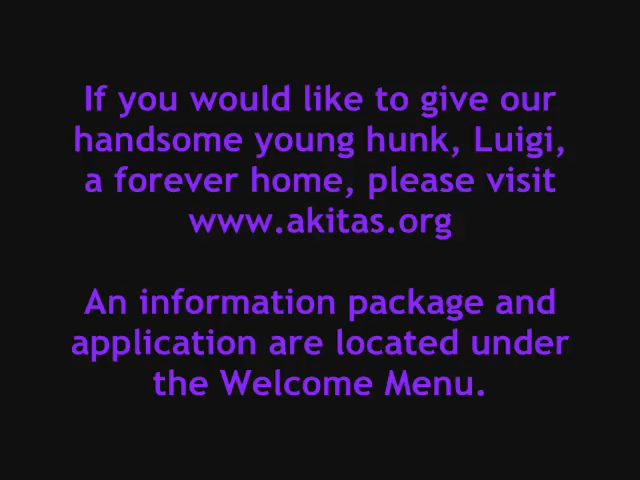 If you would like to give our
handsome young hunk, Luigi,
a forever home, please visit
www.akitas.org
An information package and
application are located under
the Welcome Menu.